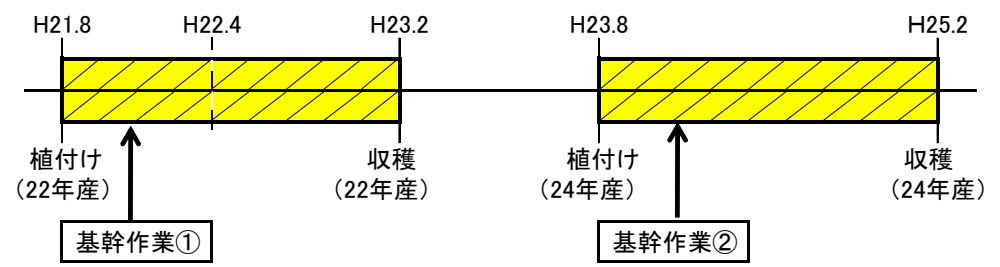 H21.8 H22.4 H23.2 H23.8 H25.2
植付け 収穫 植付け 収穫
（22年産） （22年産） （24年産） （24年産）
基幹作業① 基幹作業②